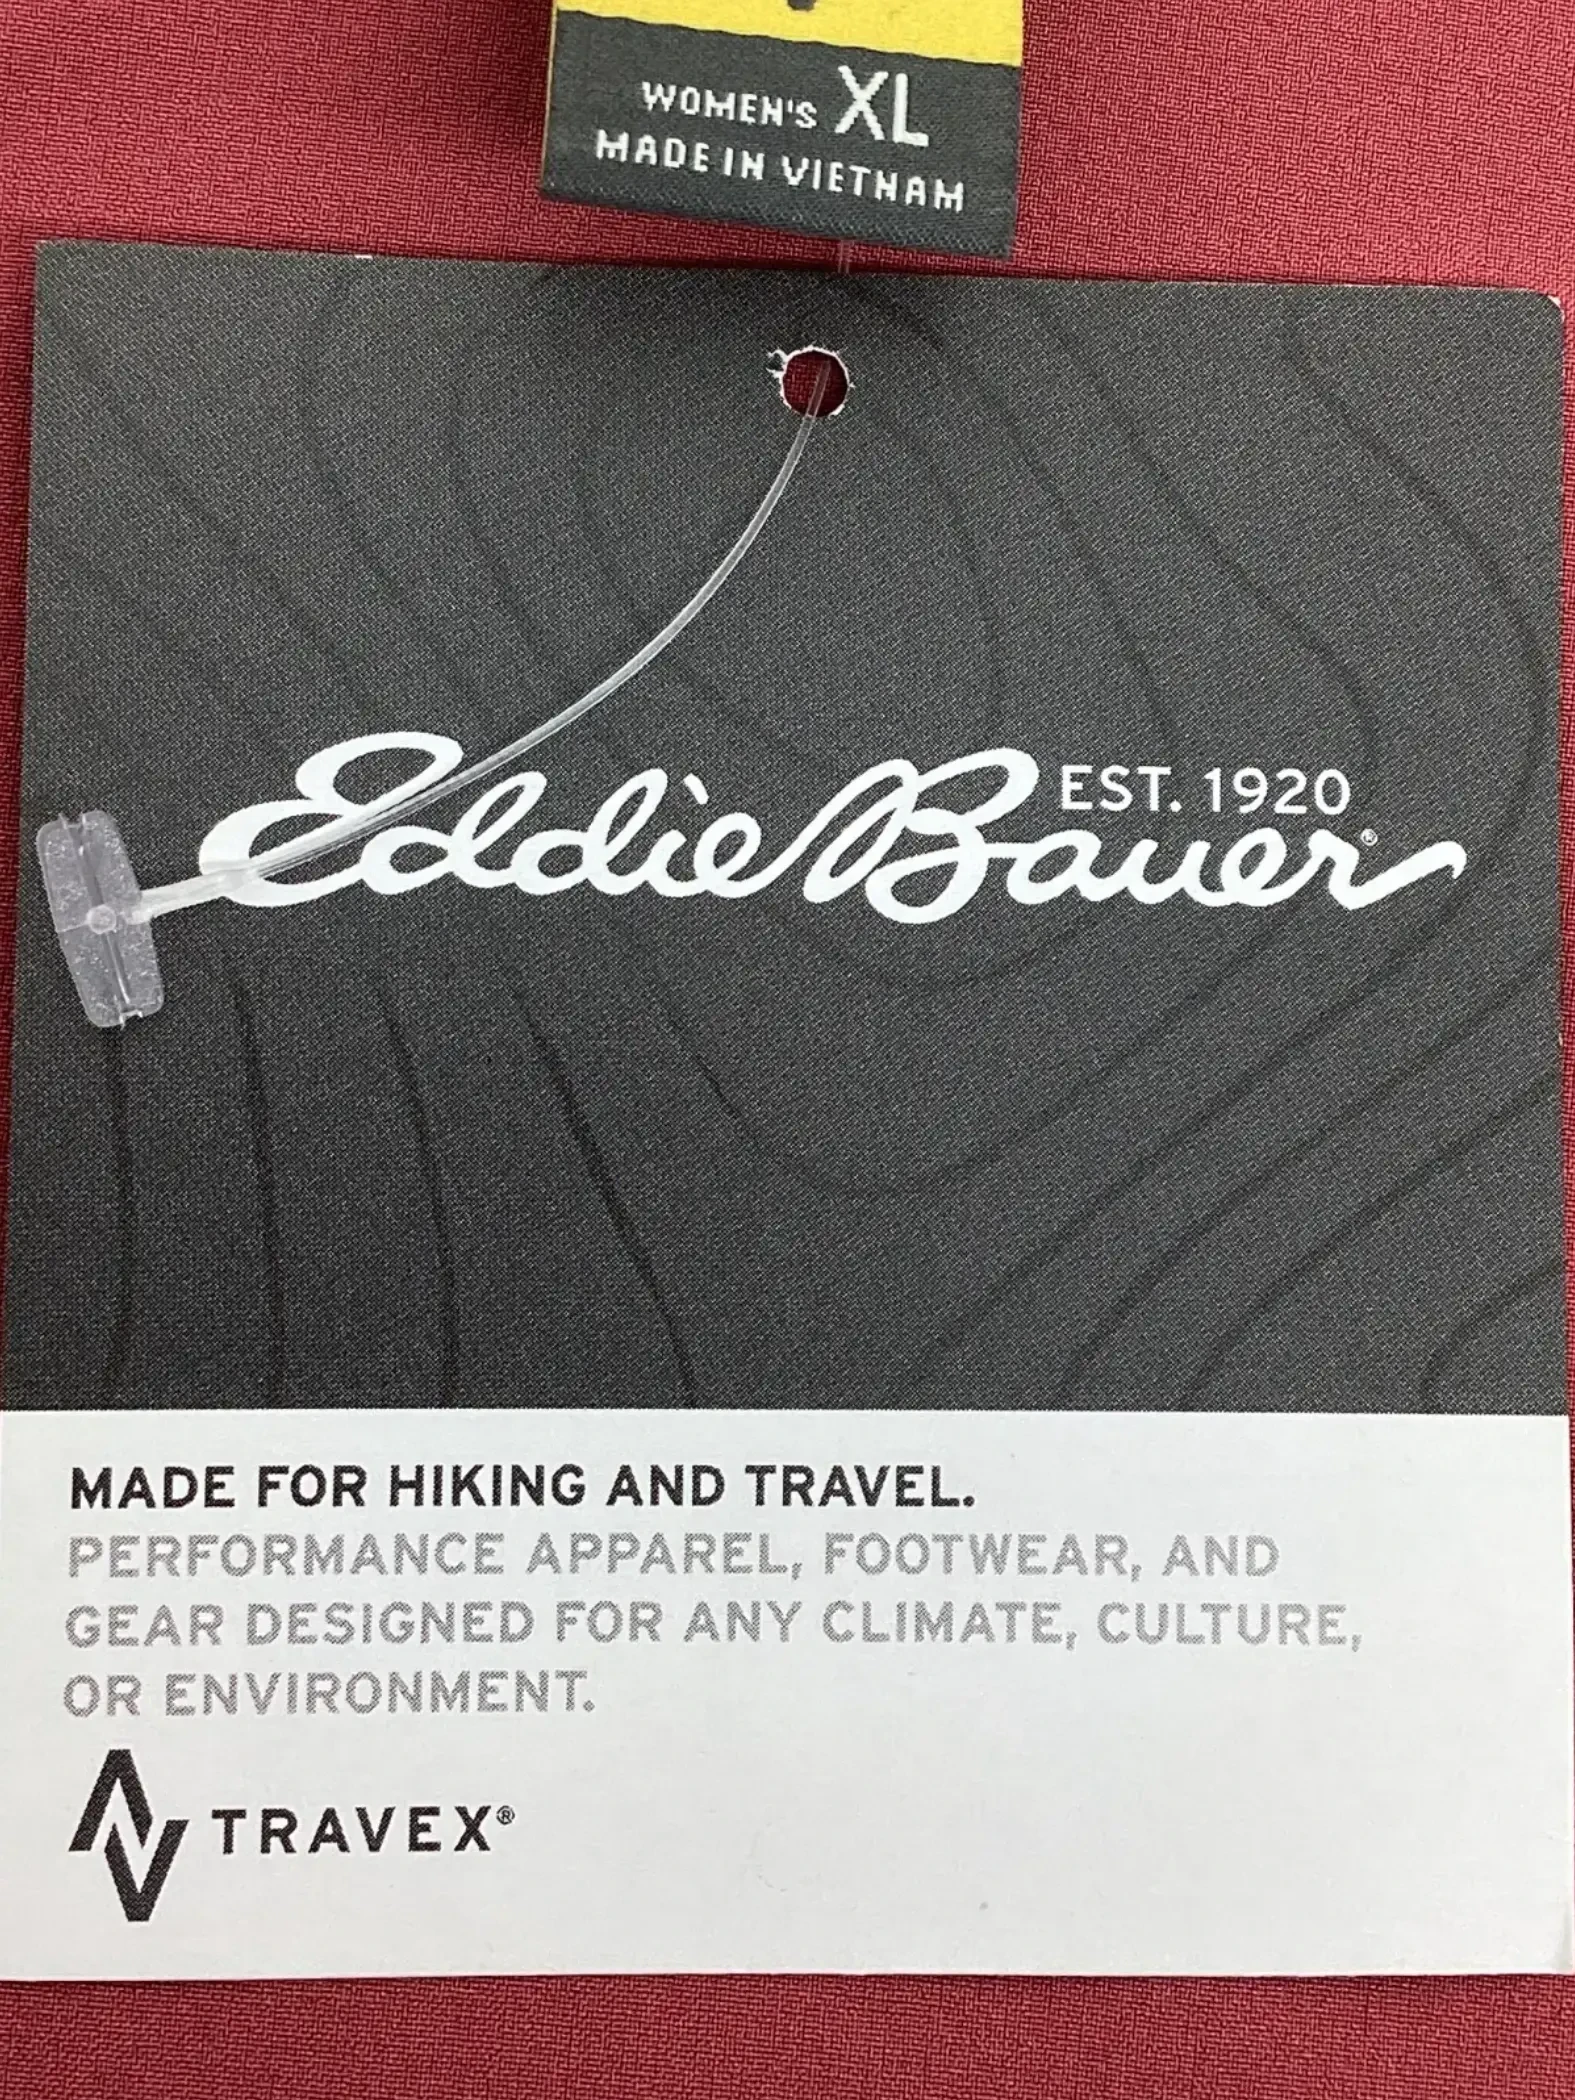 WOMEN'S XL
MADE IN VIETNAM
EST. 1920
Eddie Bauer®
MADE FOR HIKING AND TRAVEL.
PERFORMANCE APPAREL, FOOTWEAR, AND
GEAR DESIGNED FOR ANY CLIMATE, CULTURE,
OR ENVIRONMENT.
TRAVEX®